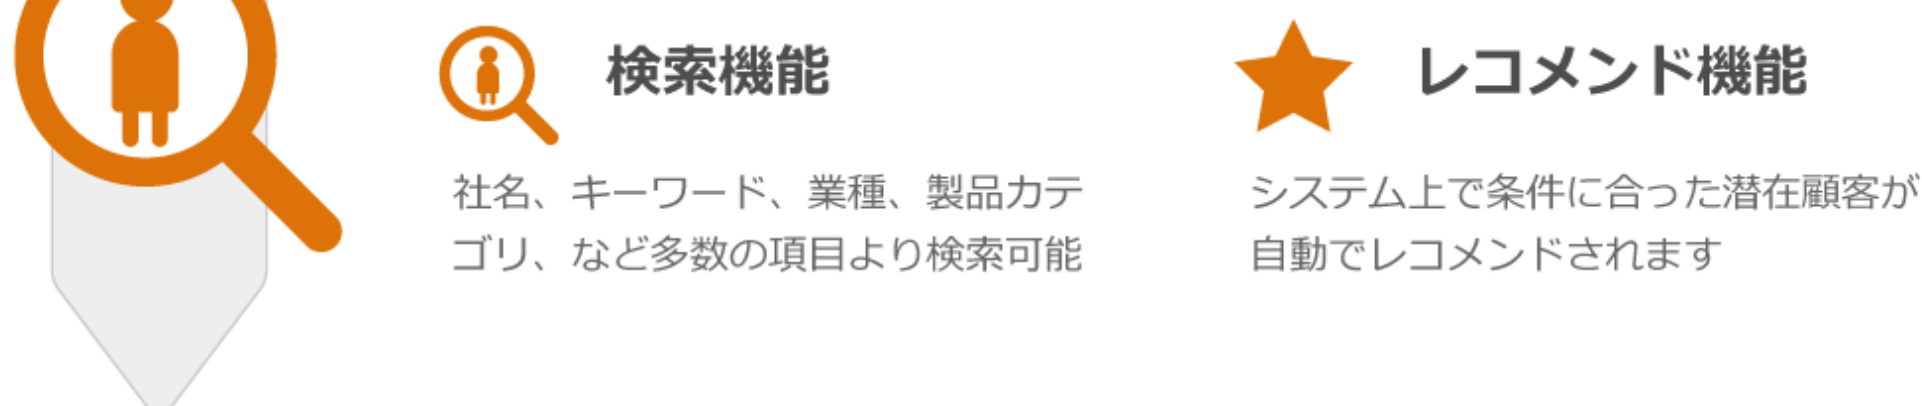 検索機能
社名、キーワード、業種、製品カテ
ゴリ、など多数の項目より検索可能
レコメンド機能
システム上で条件に合った潜在顧客が
自動でレコメンドされます